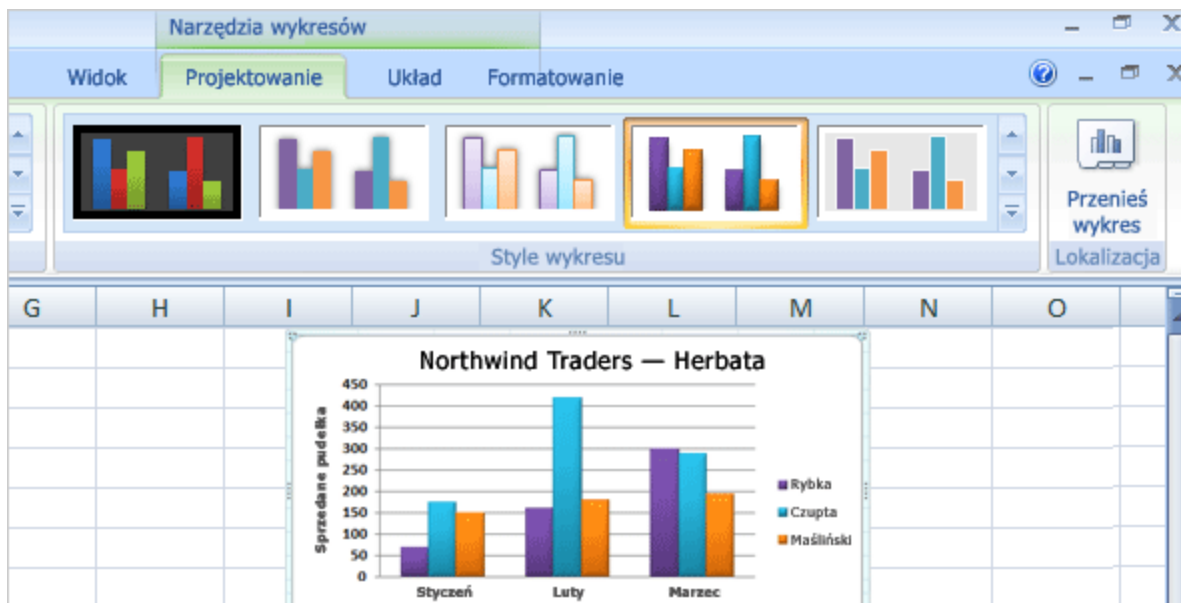 Narzędzia wykresów
Widok Projektowanie Układ Formatowanie
Przenieś
wykres
Style wykresu Lokalizacja
G H I J K L M N O
Northwind Traders — Herbata
Sprzedane pudełka
450
400
350
300
250
200
150
100
50
0
Styczeń Luty Marzec
Rybka
Czupta
Maśliński